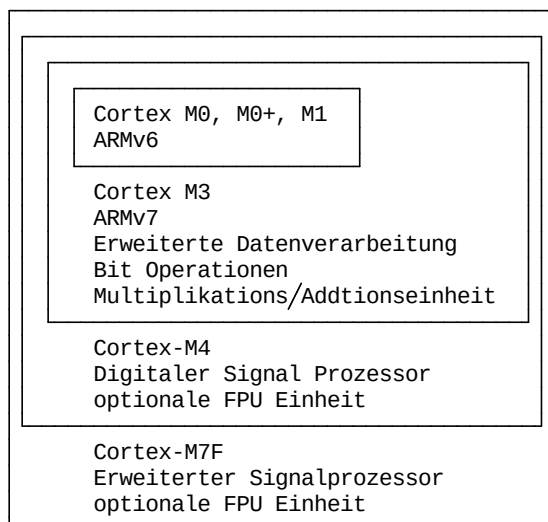 Cortex M0, M0+, M1
ARMv6
Cortex M3
ARMv7
Erweiterte Datenverarbeitung
Bit Operationen
Multiplikations/Addtionseinheit
Cortex-M4
Digitaler Signal Prozessor
optionale FPU Einheit
Cortex-M7F
Erweiterter Signalprozessor
optionale FPU Einheit